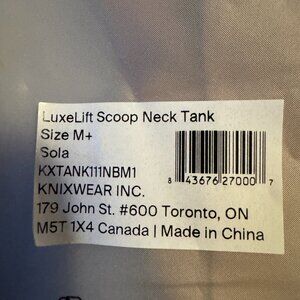 LuxeLift Scoop Neck Tank
Size M+
Sola
KXTANK111NBM1
KNIXWEAR INC.
179 John St. #600 Toronto, ON
M5T 1X4 Canada | Made in China
8 43676 27000 7